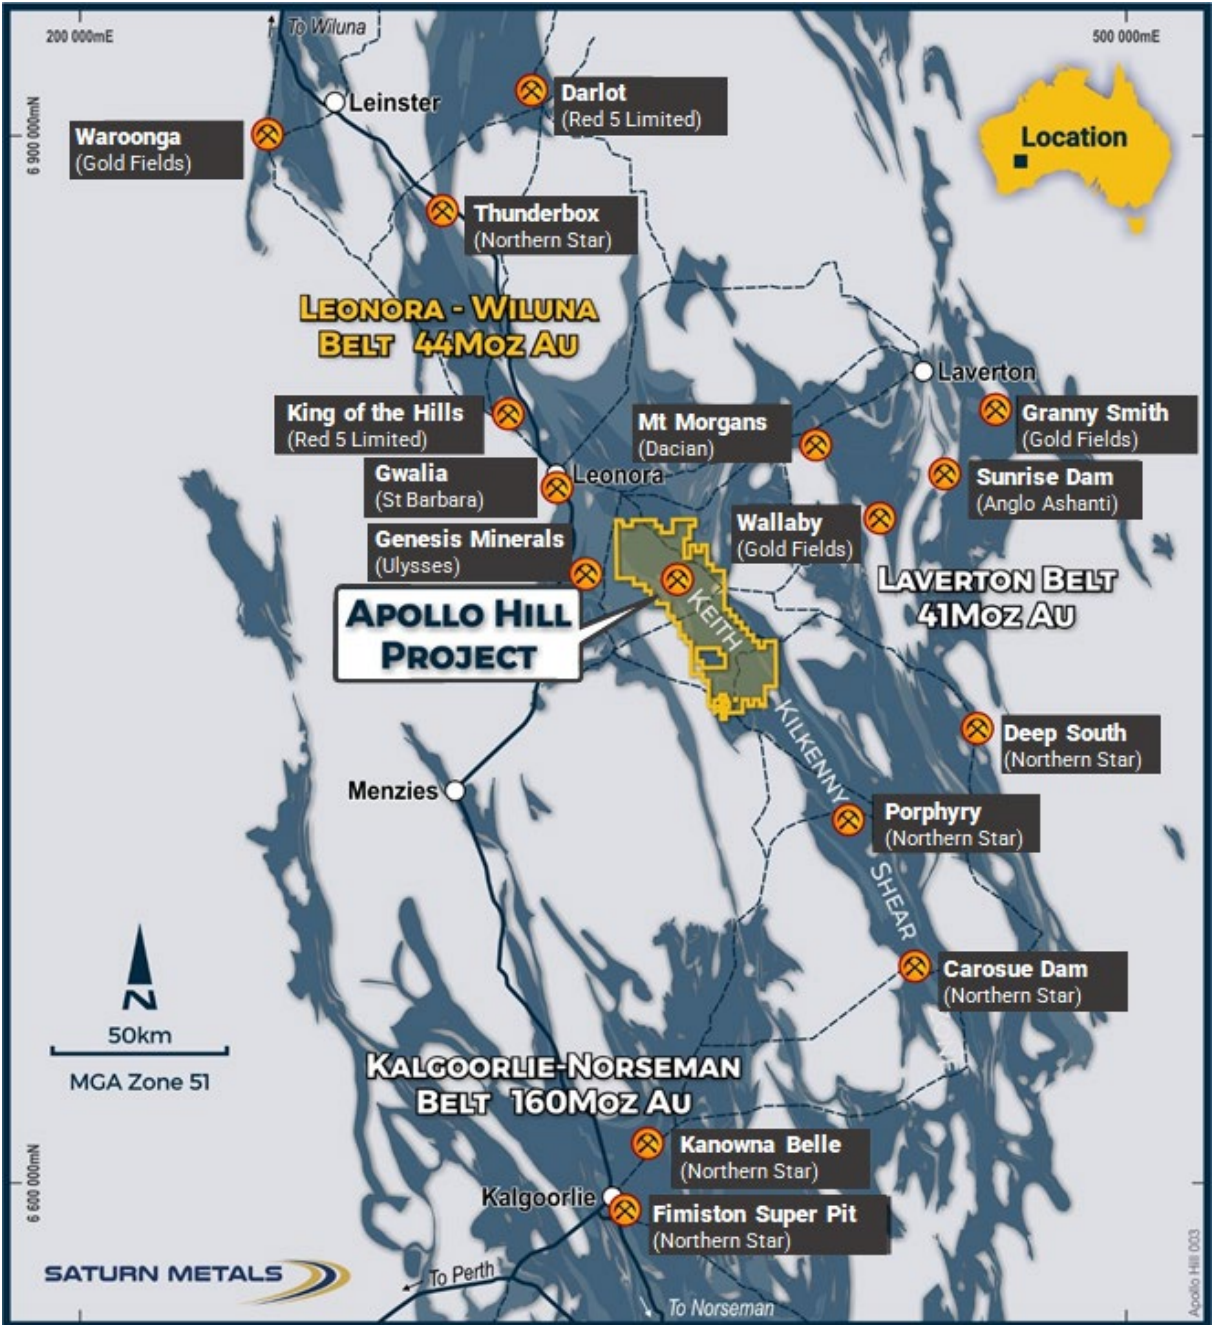 To Wiluna
200 000mE
500 000mE
Leinster
Darlot
(Red 5 Limited)
Waroonga
(Gold Fields)
6 900 000mN
Location
Thunderbox
(Northern Star)
LEONORA - WILUNA
BELT 44MOZ AU
Laverton
King of the Hills
(Red 5 Limited)
Mt Morgans
(Dacian)
Granny Smith
(Gold Fields)
Gwalia
(St Barbara)
Leonora
Sunrise Dam
(Anglo Ashanti)
Wallaby
(Gold Fields)
Genesis Minerals
(Ulysses)
LAVERTON BELT
41MOZ AU
APOLLO HILL
PROJECT
KEITH
KILKENNY
SHEAR
ZONE
Deep South
(Northern Star)
Menzies
Porphyry
(Northern Star)
Carosue Dam
(Northern Star)
N
50km
MGA Zone 51
KALGOORLIE-NORSEMAN
BELT 160MOZ AU
Kanowna Belle
(Northern Star)
6 600 000mN
Kalgoorlie
Fimiston Super Pit
(Northern Star)
SATURN METALS
To Perth
To Norseman
Apollo Hill 003